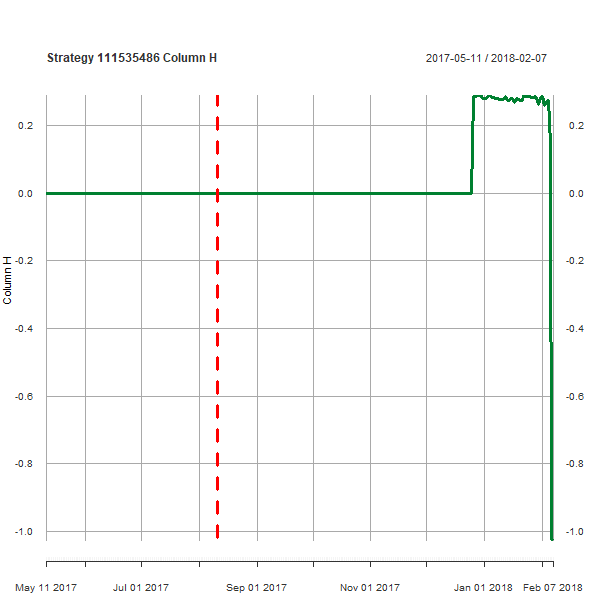 Strategy 111535486 Column H
2017-05-11 / 2018-02-07
0.2 0.2
0.0 0.0
-0.2 -0.2
-0.4 -0.4
-0.6 -0.6
-0.8 -0.8
-1.0 -1.0
Column H
May 11 2017 Jul 01 2017 Sep 01 2017 Nov 01 2017 Jan 01 2018 Feb 07 2018